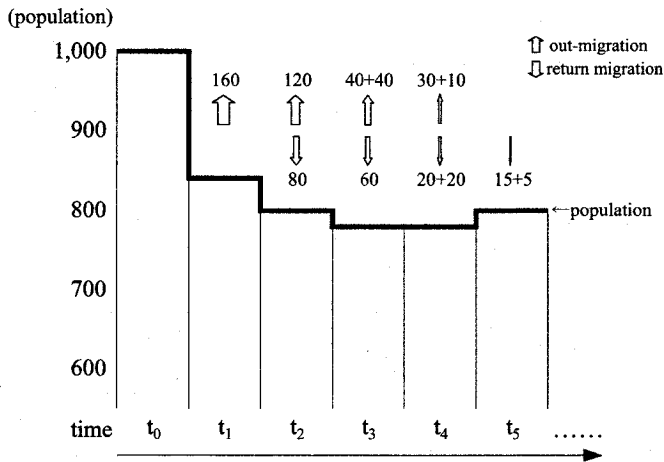 (population)
1,000
900
800
700
600
⇧ out-migration
⇩ return migration
160
120
40+40
30+10
80
60
20+20
15+5
←population
time t₀ t₁ t₂ t₃ t₄ t₅ ……